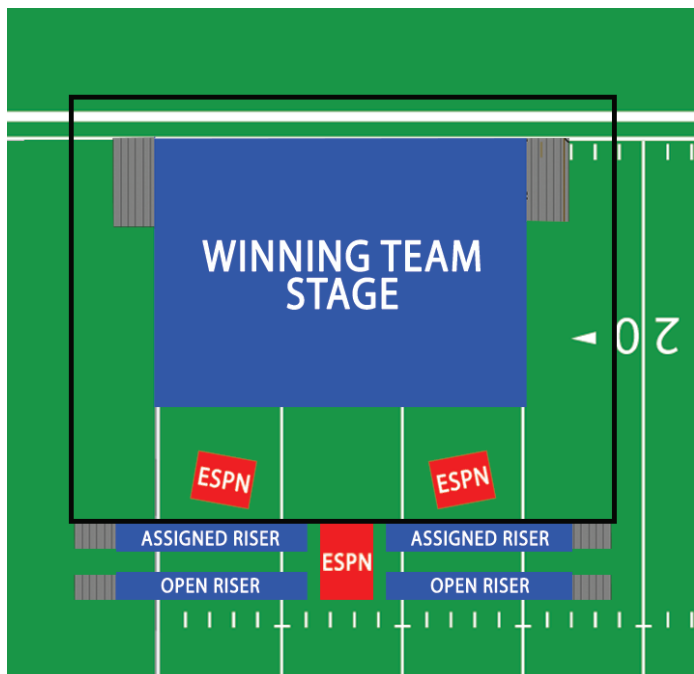 WINNING TEAM
STAGE
20
ESPN
ESPN
ASSIGNED RISER
ESPN
ASSIGNED RISER
OPEN RISER
OPEN RISER